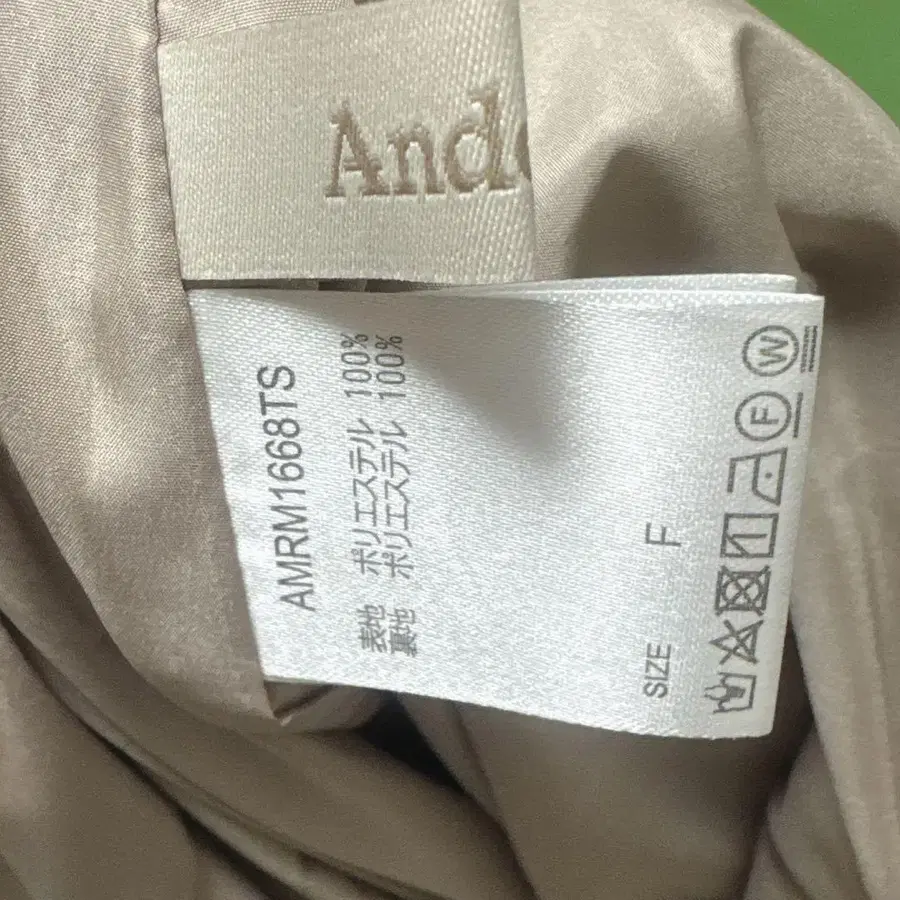 And
AMRM1668TS
表地 ポリエステル 100%
裏地 ポリエステル 100%
SIZE F
F
W